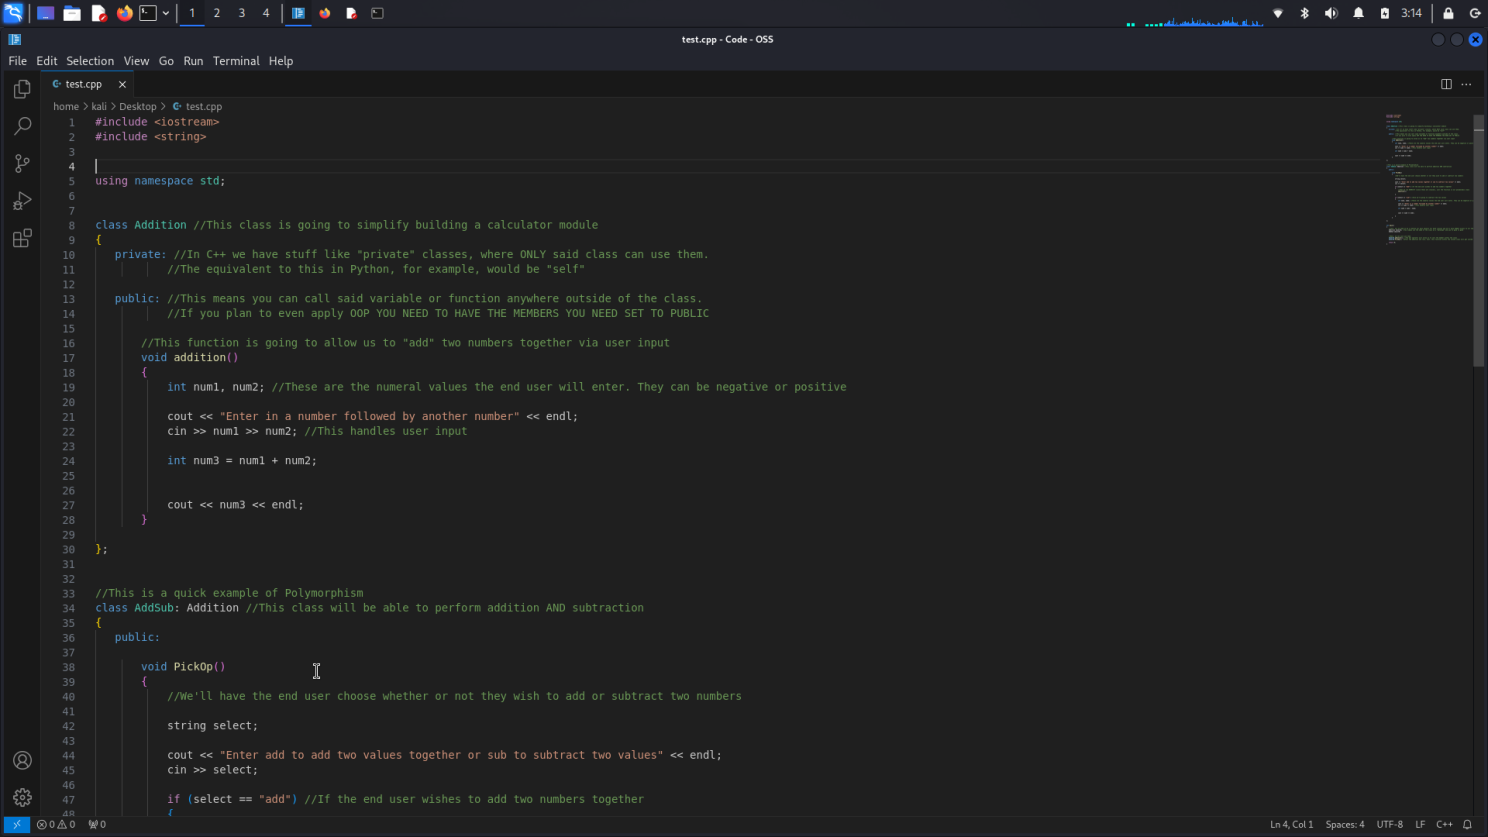 1 2 3 4 3:14
test.cpp - Code - OSS
File Edit Selection View Go Run Terminal Help
test.cpp
home > kali > Desktop > test.cpp
1 #include <iostream>
2 #include <string>
3
4
5 using namespace std;
6
7
8 class Addition //This class is going to simplify building a calculator module
9 {
10 private: //In C++ we have stuff like "private" classes, where ONLY said class can use them.
11 //The equivalent to this in Python, for example, would be "self"
12
13 public: //This means you can call said variable or function anywhere outside of the class.
14 //If you plan to even apply OOP YOU NEED TO HAVE THE MEMBERS YOU NEED SET TO PUBLIC
15
16 //This function is going to allow us to "add" two numbers together via user input
17 void addition()
18 {
19 int num1, num2; //These are the numeral values the end user will enter. They can be negative or positive
20
21 cout << "Enter in a number followed by another number" << endl;
22 cin >> num1 >> num2; //This handles user input
23
24 int num3 = num1 + num2;
25
26
27 cout << num3 << endl;
28 }
29
30 };
31
32
33 //This is a quick example of Polymorphism
34 class AddSub: Addition //This class will be able to perform addition AND subtraction
35 {
36 public:
37
38 void PickOp()
39 {
40 //We'll have the end user choose whether or not they wish to add or subtract two numbers
41
42 string select;
43
44 cout << "Enter add to add two values together or sub to subtract two values" << endl;
45 cin >> select;
46
47 if (select == "add") //If the end user wishes to add two numbers together
48 {
0 0 0 Ln 4, Col 1 Spaces: 4 UTF-8 LF C++